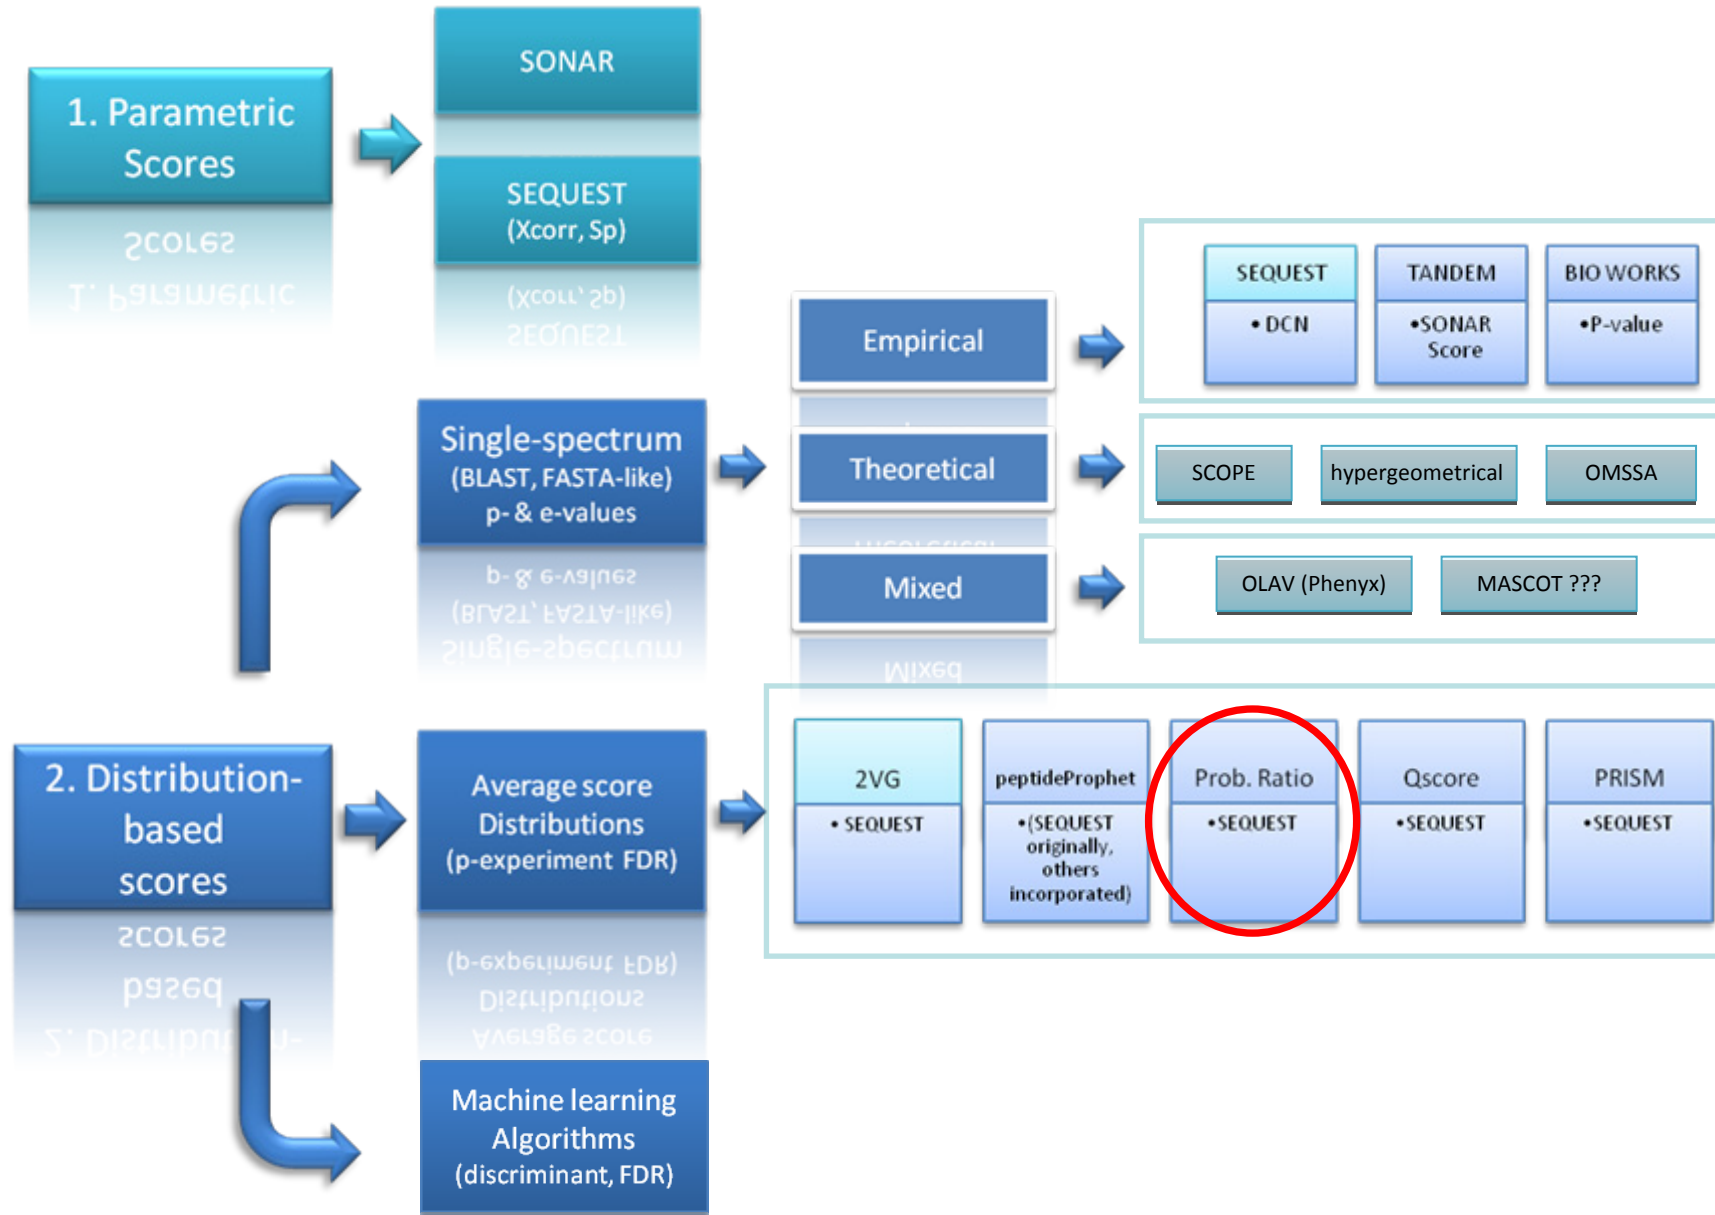 1. Parametric
Scores
SONAR
SEQUEST
(Xcorr, Sp)
2. Distribution-
based
scores
Single-spectrum
(BLAST, FASTA-like)
p- & e-values
Empirical
SEQUEST
• DCN
TANDEM
•SONAR
Score
BIO WORKS
•P-value
Theoretical
SCOPE
hypergeometrical
OMSSA
Mixed
OLAV (Phenyx)
MASCOT ???
Average score
Distributions
(p-experiment FDR)
2VG
• SEQUEST
peptideProphet
•(SEQUEST
originally,
others
incorporated)
Prob. Ratio
•SEQUEST
Qscore
•SEQUEST
PRISM
•SEQUEST
Machine learning
Algorithms
(discriminant, FDR)